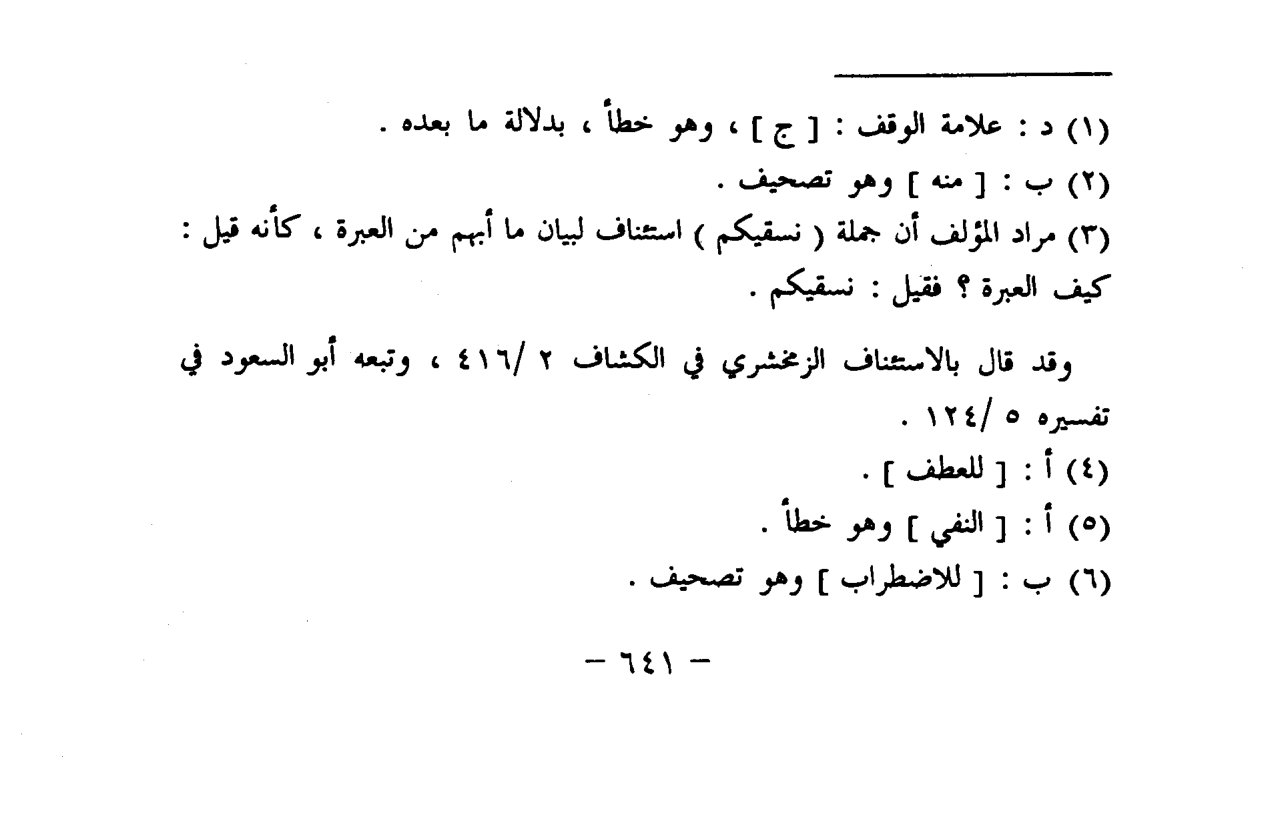 (١) د : علامة الوقف : [ ج ] ، وهو خطأ ، بدلالة ما بعده .
(٢) ب : [ منه ] وهو تصحيف .
(٣) مراد المؤلف أن جملة ( نسقيكم ) استئناف لبيان ما أبهم من العبرة ، كأنه قيل :
كيف العبرة ؟ فقيل : نسقيكم .
وقد قال بالاستئناف الزمخشري في الكشاف ٢ /٤١٦ ، وتبعه أبو السعود في
تفسيره ٥ /١٢٤ .
(٤) أ : [ للعطف ] .
(٥) أ : [ النفي ] وهو خطأ .
(٦) ب : [ للاضطراب ] وهو تصحيف .
– ٦٤١ –